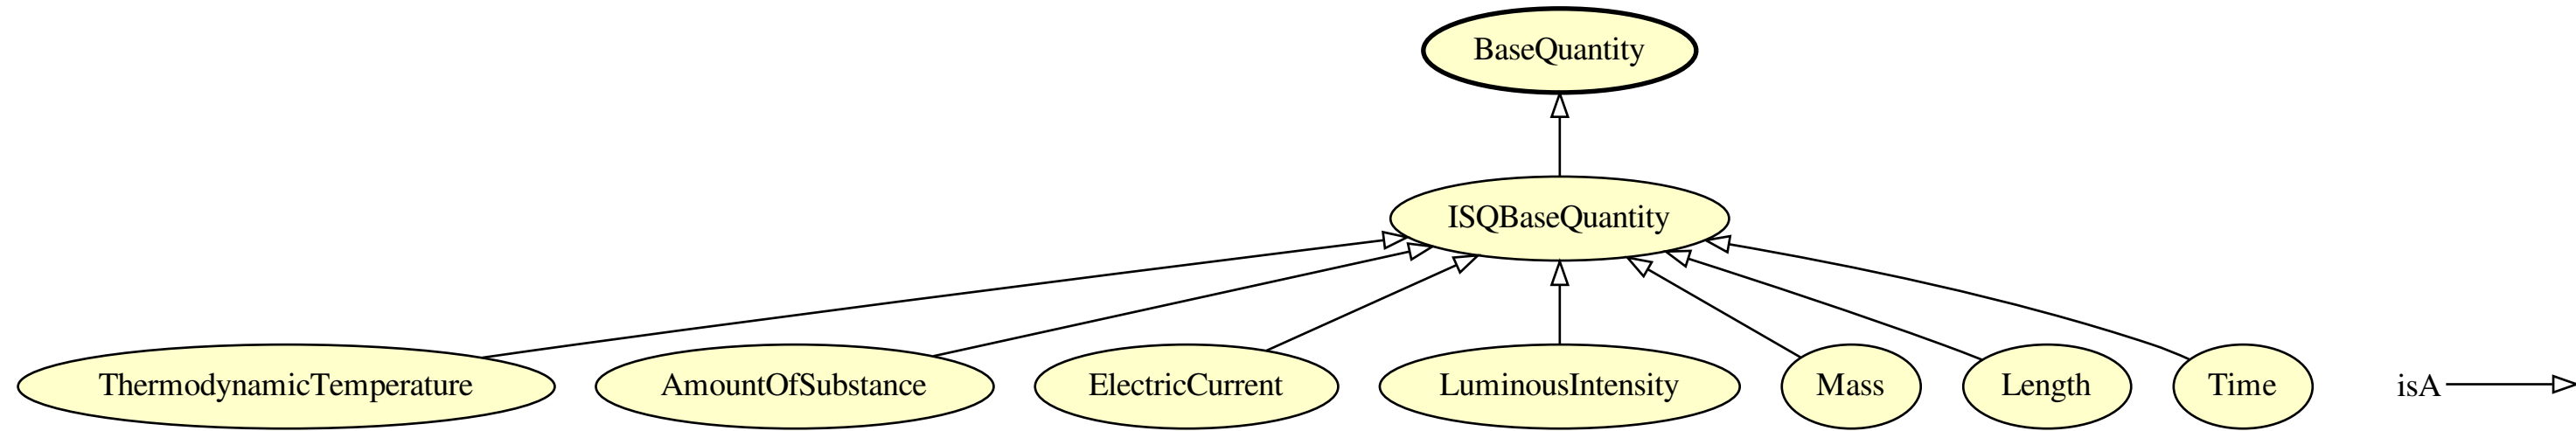 BaseQuantity
ISQBaseQuantity
ThermodynamicTemperature
AmountOfSubstance
ElectricCurrent
LuminousIntensity
Mass
Length
Time
isA